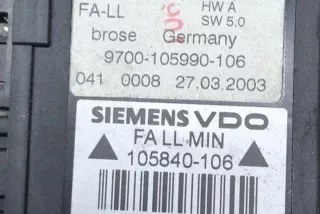 FA-LL HW A
SW 5.0
brose Germany
9700-105990-106
041 0008 27.03.2003
SIEMENS VDO
FA LL MIN
105840-106